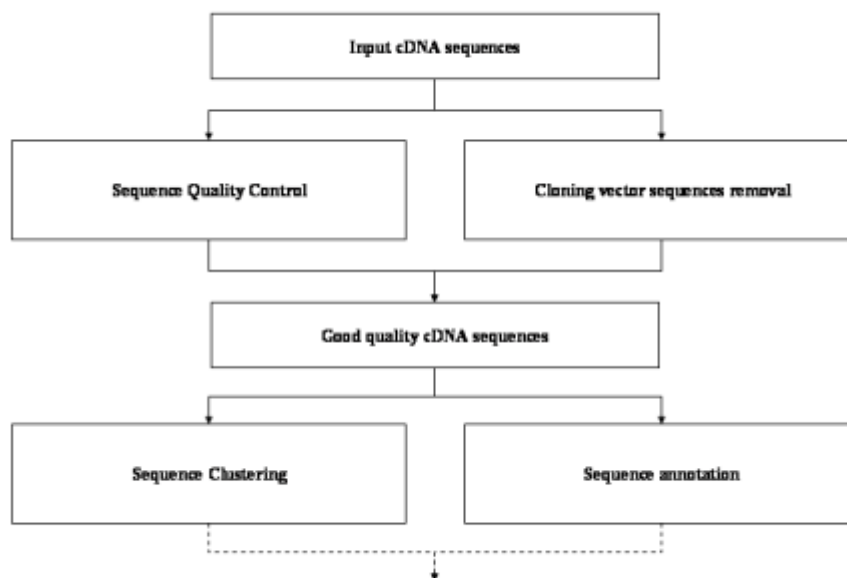 Input cDNA sequences
Sequence Quality Control
Cloning vector sequences removal
Good quality cDNA sequences
Sequence Clustering
Sequence annotation